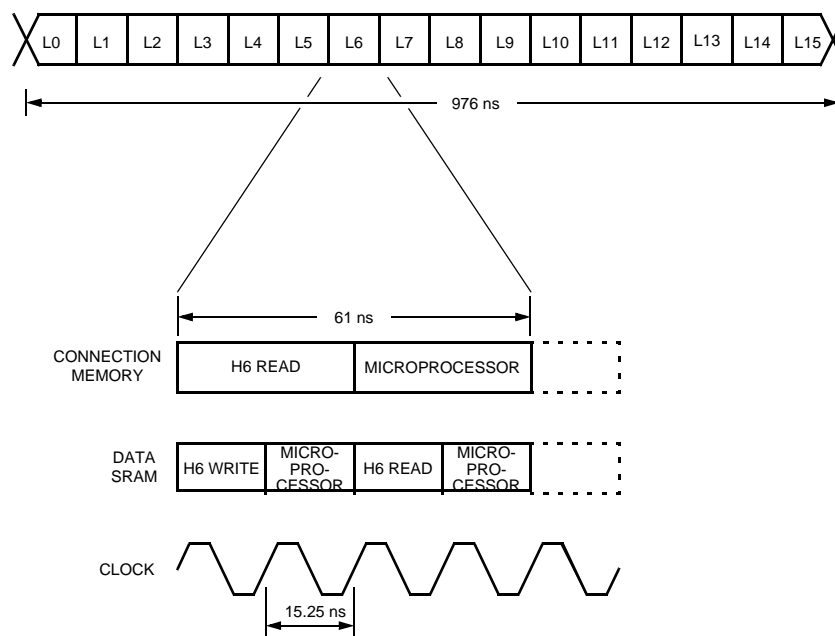 L0 L1 L2 L3 L4 L5 L6 L7 L8 L9 L10 L11 L12 L13 L14 L15
976 ns
61 ns
CONNECTION
MEMORY
H6 READ
MICROPROCESSOR
DATA
SRAM
H6 WRITE
MICRO-
PRO-
CESSOR
H6 READ
MICRO-
PRO-
CESSOR
CLOCK
15.25 ns